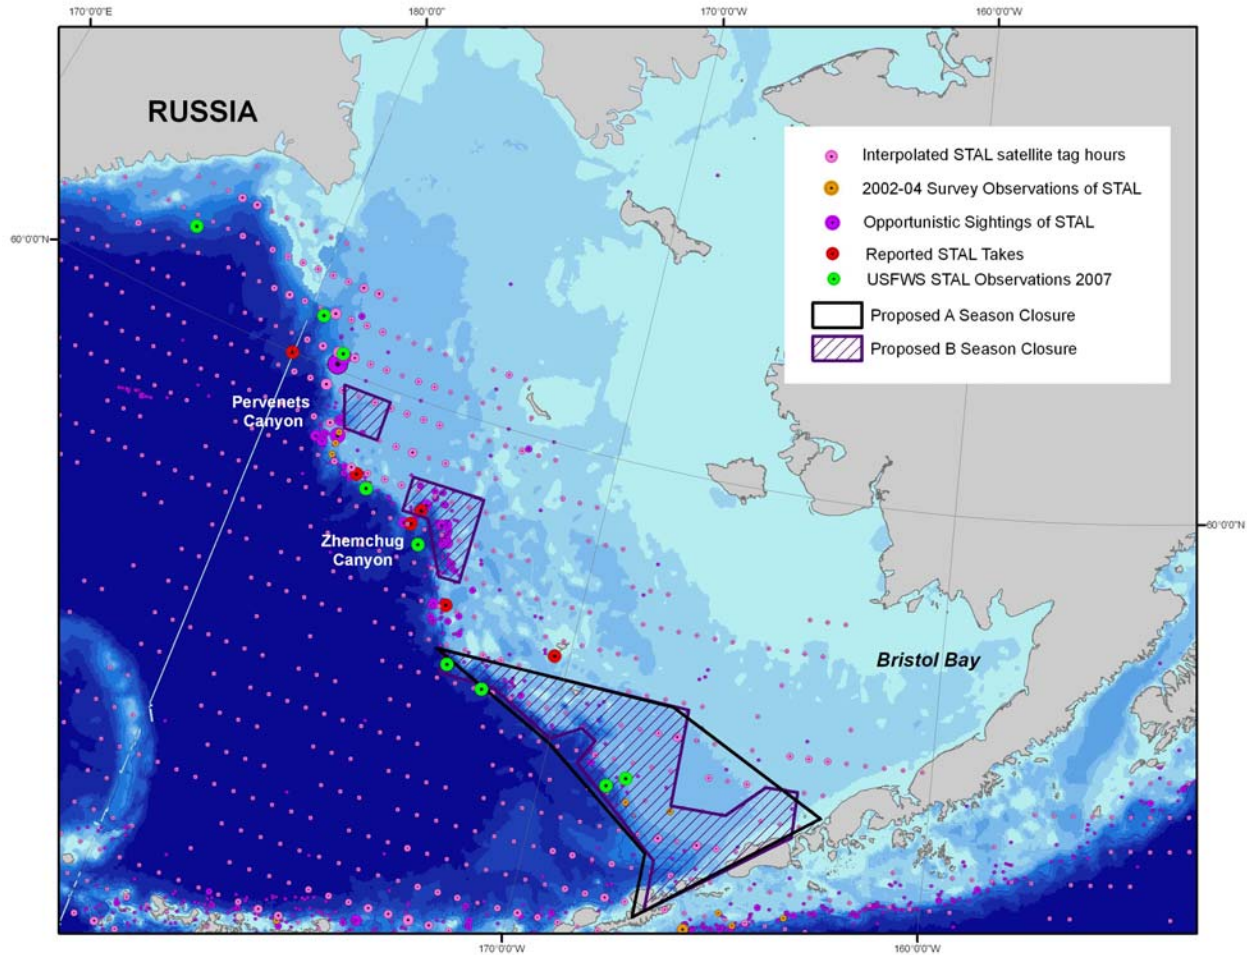 170°0'0"E
180°0'0"
170°0'0"W
160°0'0"W
RUSSIA
Interpolated STAL satellite tag hours
2002-04 Survey Observations of STAL
Opportunistic Sightings of STAL
Reported STAL Takes
USFWS STAL Observations 2007
Proposed A Season Closure
Proposed B Season Closure
60°0'0"N
Pervenets
Canyon
60°0'0"N
Zhemchug
Canyon
Bristol Bay
170°0'0"W
160°0'0"W